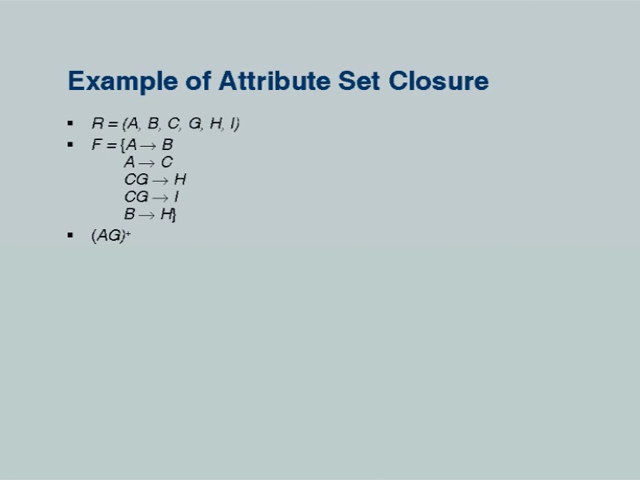 Example of Attribute Set Closure
▪ R = (A, B, C, G, H, I)
▪ F = {A → B
A → C
CG → H
CG → I
B → H}
▪ (AG)⁺